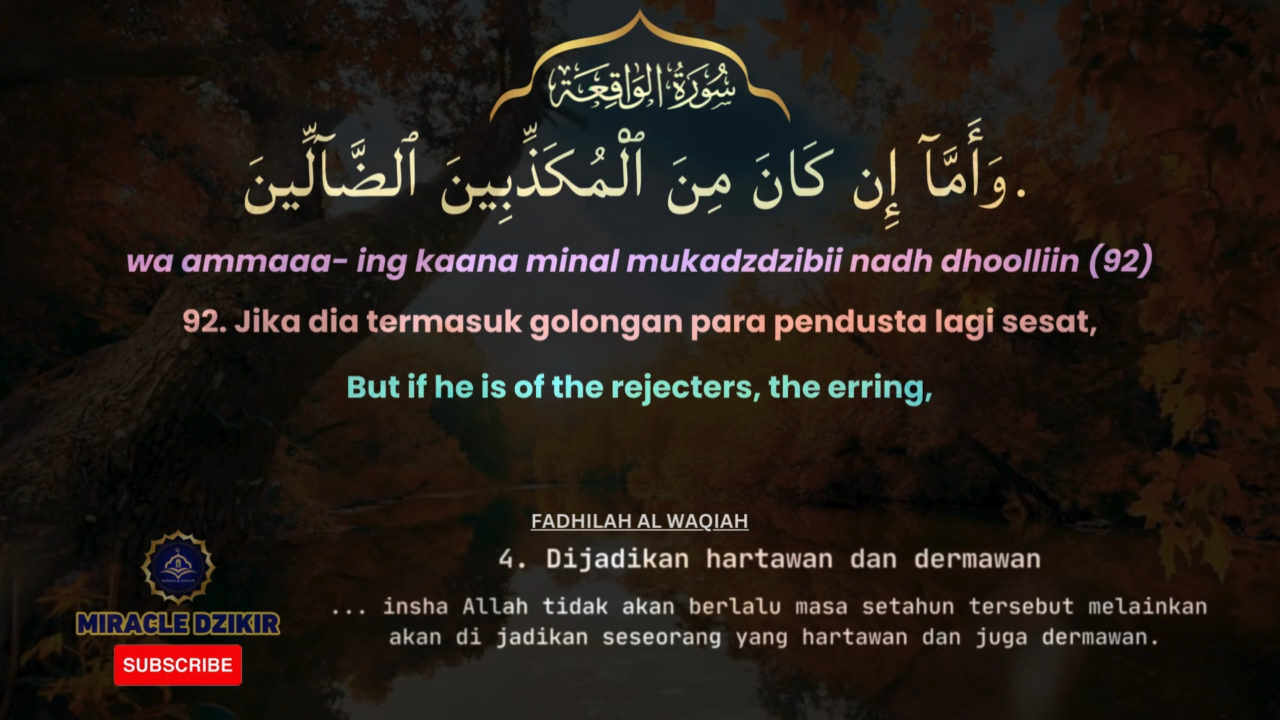 سُورَةُ الوَاقِعَة
وَأَمَّآ إِن كَانَ مِنَ ٱلْمُكَذِّبِينَ ٱلضَّآلِّينَ.
wa ammaaa- ing kaana minal mukadzdzibii nadh dhoolliin (92)
92. Jika dia termasuk golongan para pendusta lagi sesat,
But if he is of the rejecters, the erring,
FADHILAH AL WAQIAH
4. Dijadikan hartawan dan dermawan
... insha Allah tidak akan berlalu masa setahun tersebut melainkan
akan di jadikan seseorang yang hartawan dan juga dermawan.
MIRACLE DZIKIR
MIRACLE DZIKIR
SUBSCRIBE